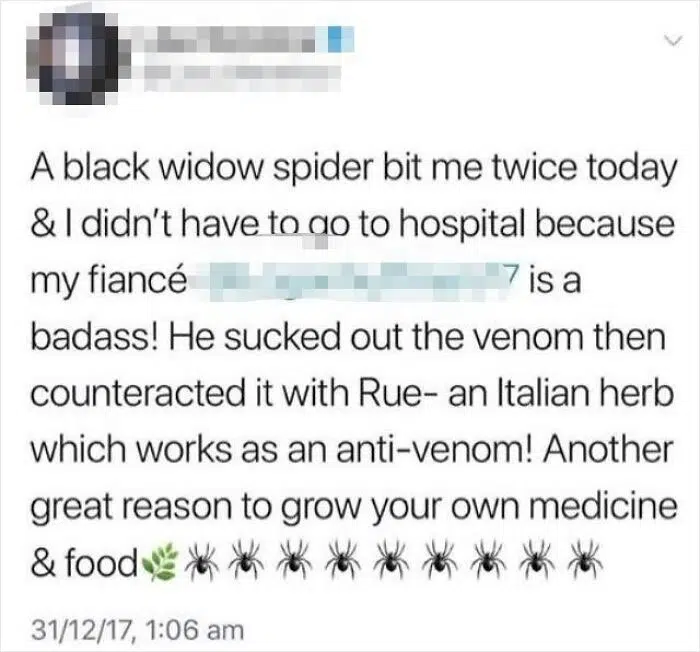 A black widow spider bit me twice today
& I didn't have to go to hospital because
my fiancé 7 is a
badass! He sucked out the venom then
counteracted it with Rue- an Italian herb
which works as an anti-venom! Another
great reason to grow your own medicine
& food🌿🕷🕷🕷🕷🕷🕷🕷🕷🕷
31/12/17, 1:06 am